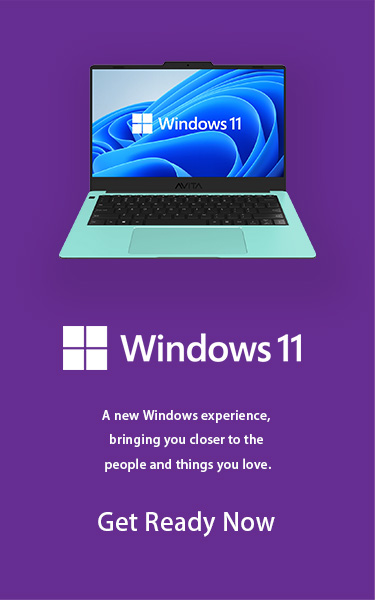 Windows 11
AVITA
Windows 11
A new Windows experience,
bringing you closer to the
people and things you love.
Get Ready Now